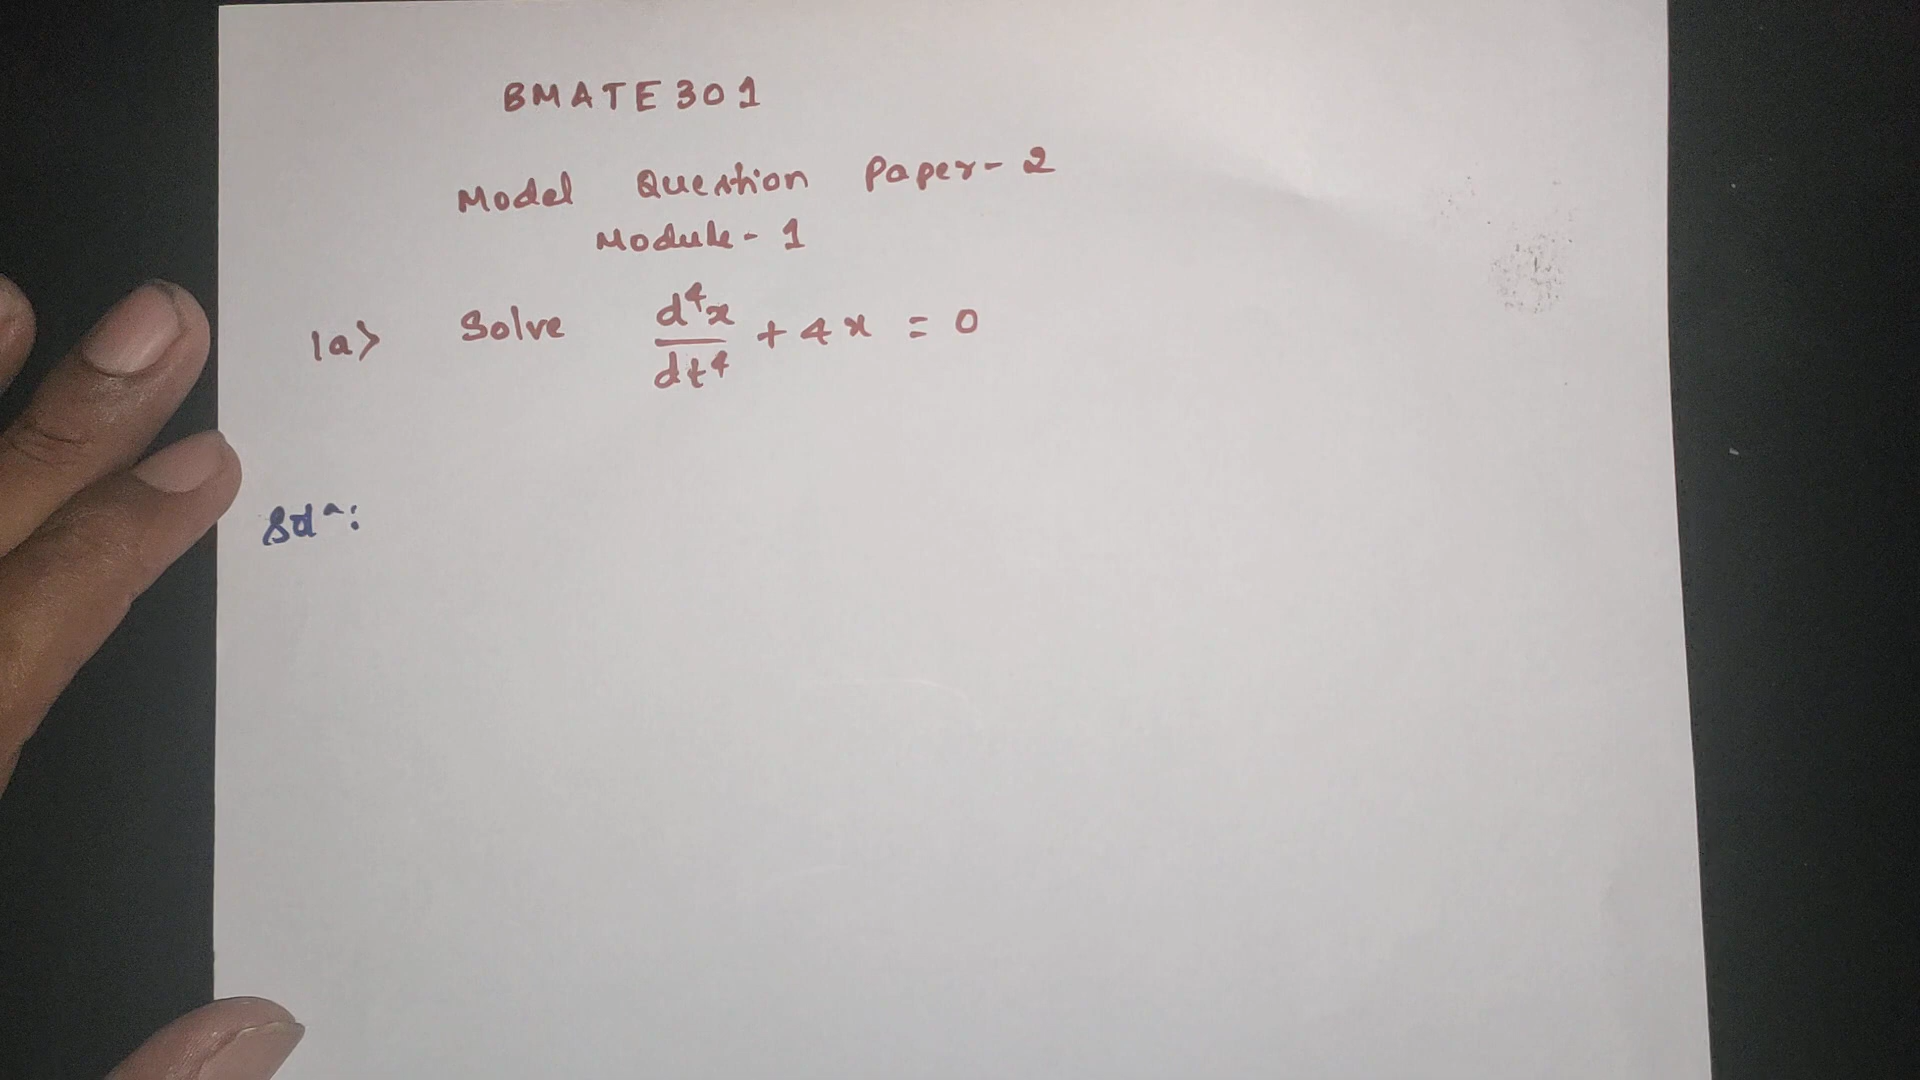 BMATE301
Model Question Paper-2
Module-1
1a> Solve d⁴x/dt⁴ + 4x = 0
Solⁿ: